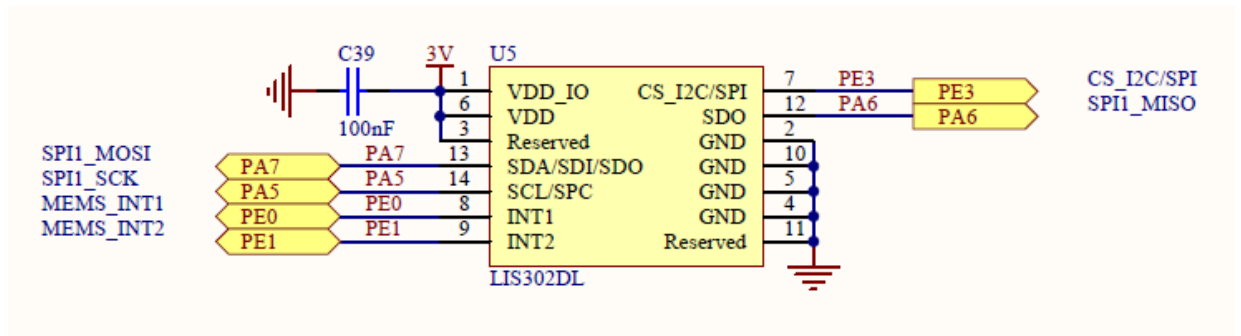 C39 3V U5
1 VDD_IO CS_I2C/SPI 7 PE3 PE3 CS_I2C/SPI
6 VDD SDO 12 PA6 PA6 SPI1_MISO
100nF 3 Reserved GND 2
SPI1_MOSI PA7 PA7 13 SDA/SDI/SDO GND 10
SPI1_SCK PA5 PA5 14 SCL/SPC GND 5
MEMS_INT1 PE0 PE0 8 INT1 GND 4
MEMS_INT2 PE1 PE1 9 INT2 Reserved 11
LIS302DL